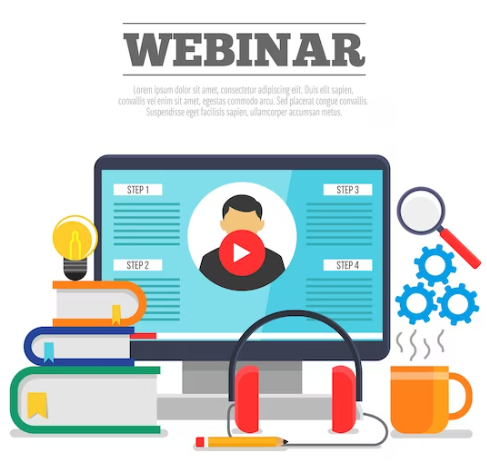 WEBINAR
Lorem ipsum dolor sit amet, consectetur adipiscing elit. Duis elit sapien,
convallis vel enim sit amet, egestas commodo arcu. Sed placerat congue convallis.
Suspendisse eget facilisis sapien, ullamcorper accumsan metus.
STEP 1
STEP 3
STEP 2
STEP 4